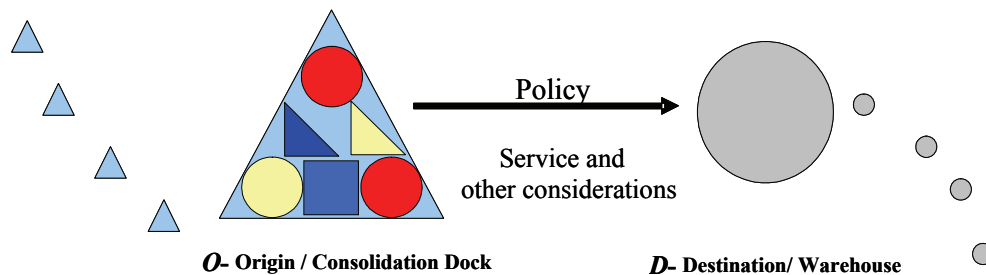 Policy
Service and
other considerations
O- Origin / Consolidation Dock
D- Destination/ Warehouse